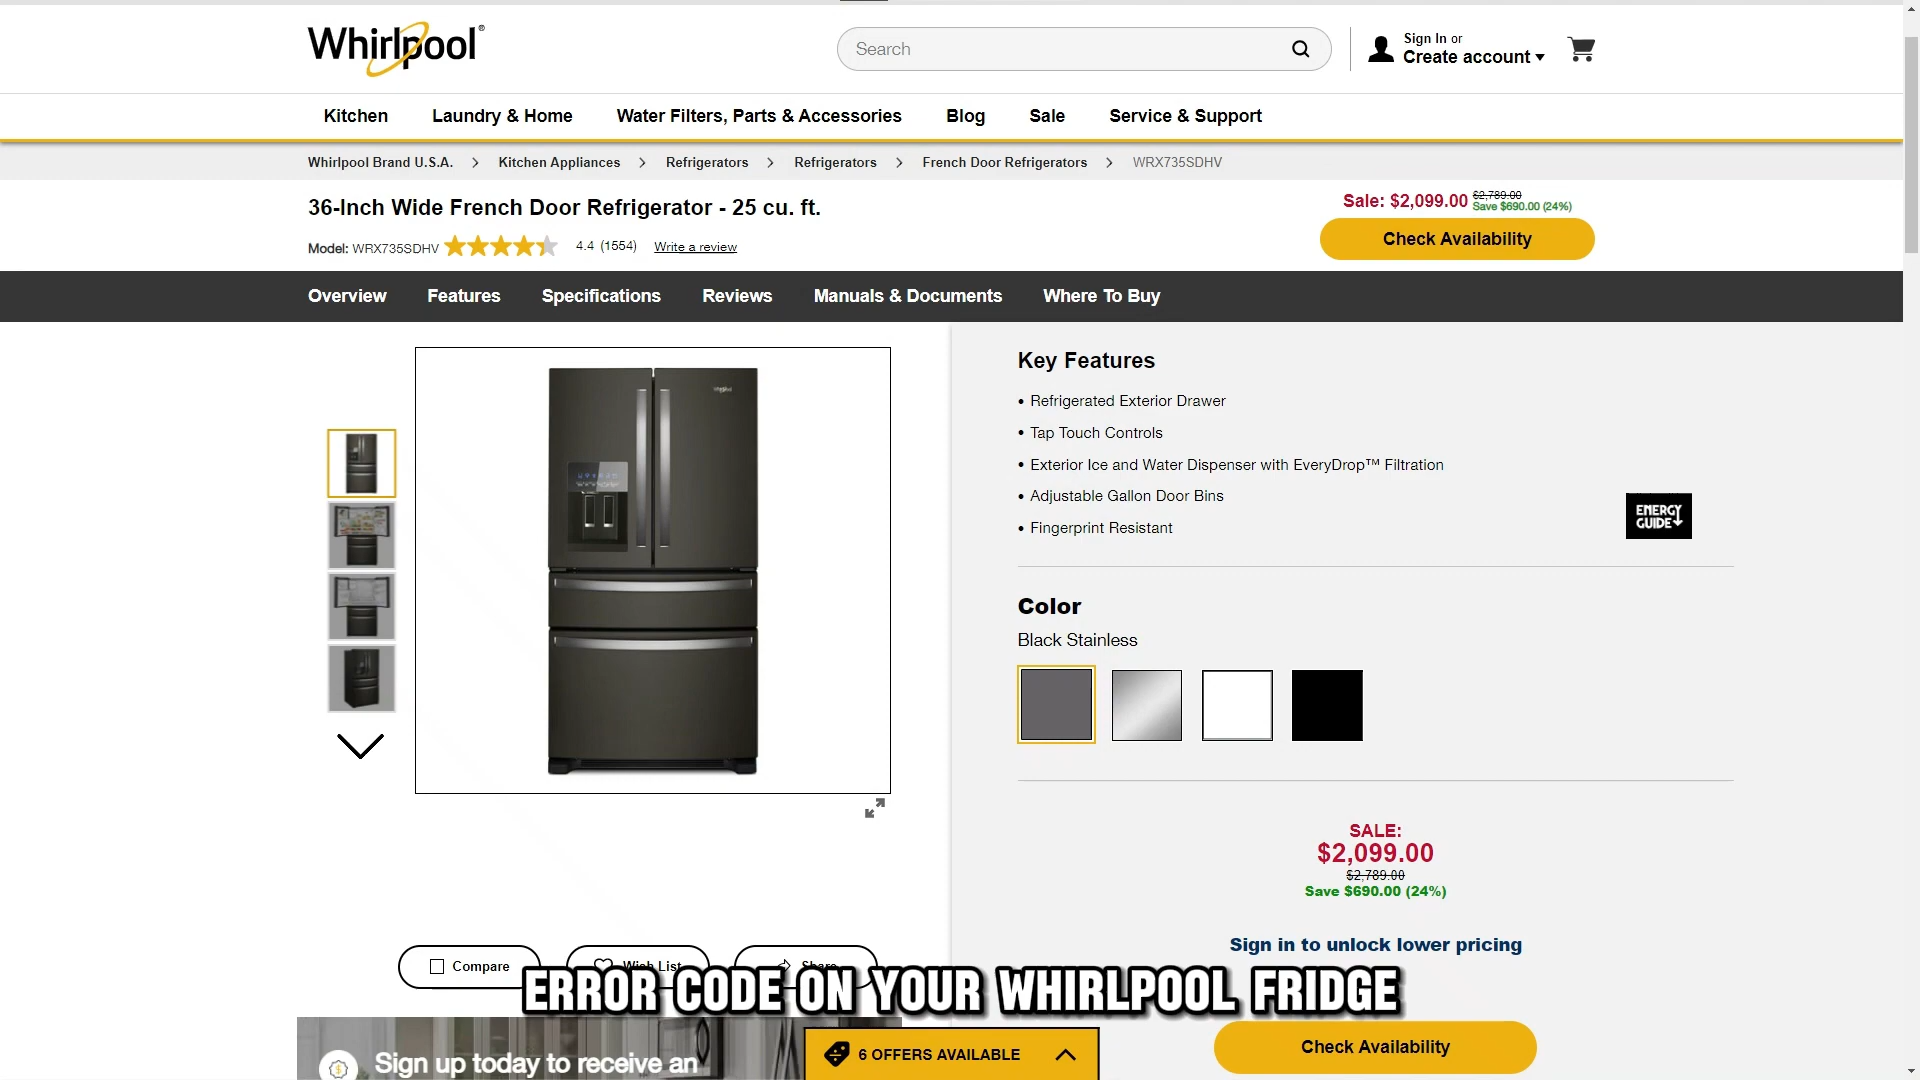 Whirlpool®
Search
Sign In or
Create account
Kitchen
Laundry & Home
Water Filters, Parts & Accessories
Blog
Sale
Service & Support
Whirlpool Brand U.S.A. > Kitchen Appliances > Refrigerators > Refrigerators > French Door Refrigerators > WRX735SDHV
36-Inch Wide French Door Refrigerator - 25 cu. ft.
Sale: $2,099.00 $2,789.00
Save $690.00 (24%)
Model: WRX735SDHV 4.4 (1554) Write a review
Check Availability
Overview
Features
Specifications
Reviews
Manuals & Documents
Where To Buy
Key Features
• Refrigerated Exterior Drawer
• Tap Touch Controls
• Exterior Ice and Water Dispenser with EveryDrop™ Filtration
• Adjustable Gallon Door Bins
• Fingerprint Resistant
ENERGY
GUIDE
Color
Black Stainless
SALE:
$2,099.00
$2,789.00
Save $690.00 (24%)
Sign in to unlock lower pricing
Compare
Wish List
Share
ERROR CODE ON YOUR WHIRLPOOL FRIDGE
Sign up today to receive an
6 OFFERS AVAILABLE
Check Availability